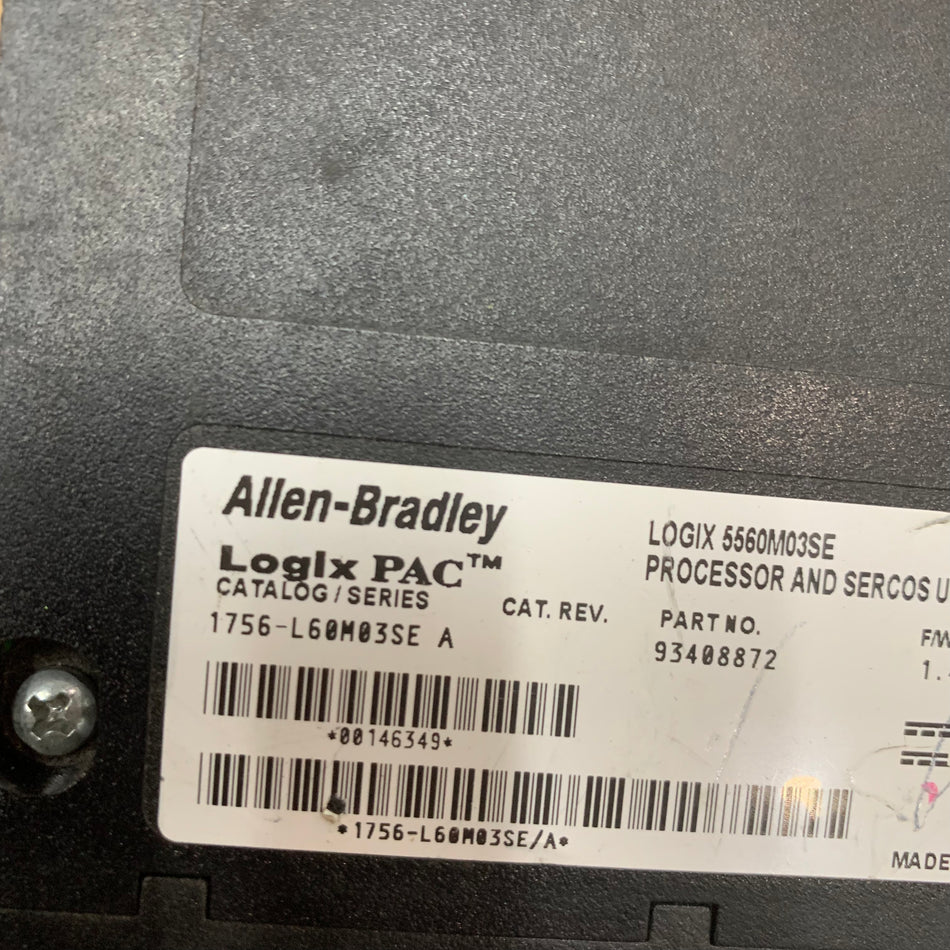 Allen-Bradley
Logix PAC™
CATALOG / SERIES
1756-L60M03SE A
CAT. REV.
LOGIX 5560M03SE
PROCESSOR AND SERCOS U
PART NO.
93408872
F/W
1.
*00146349*
*1756-L60M03SE/A*
MADE